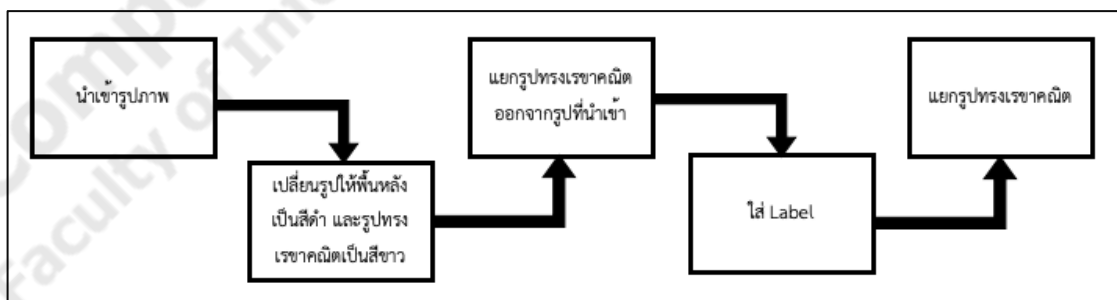 นำเข้ารูปภาพ
เปลี่ยนรูปให้พื้นหลัง
เป็นสีดำ และรูปทรง
เรขาคณิตเป็นสีขาว
แยกรูปทรงเรขาคณิต
ออกจากรูปที่นำเข้า
ใส่ Label
แยกรูปทรงเรขาคณิต
Faculty of